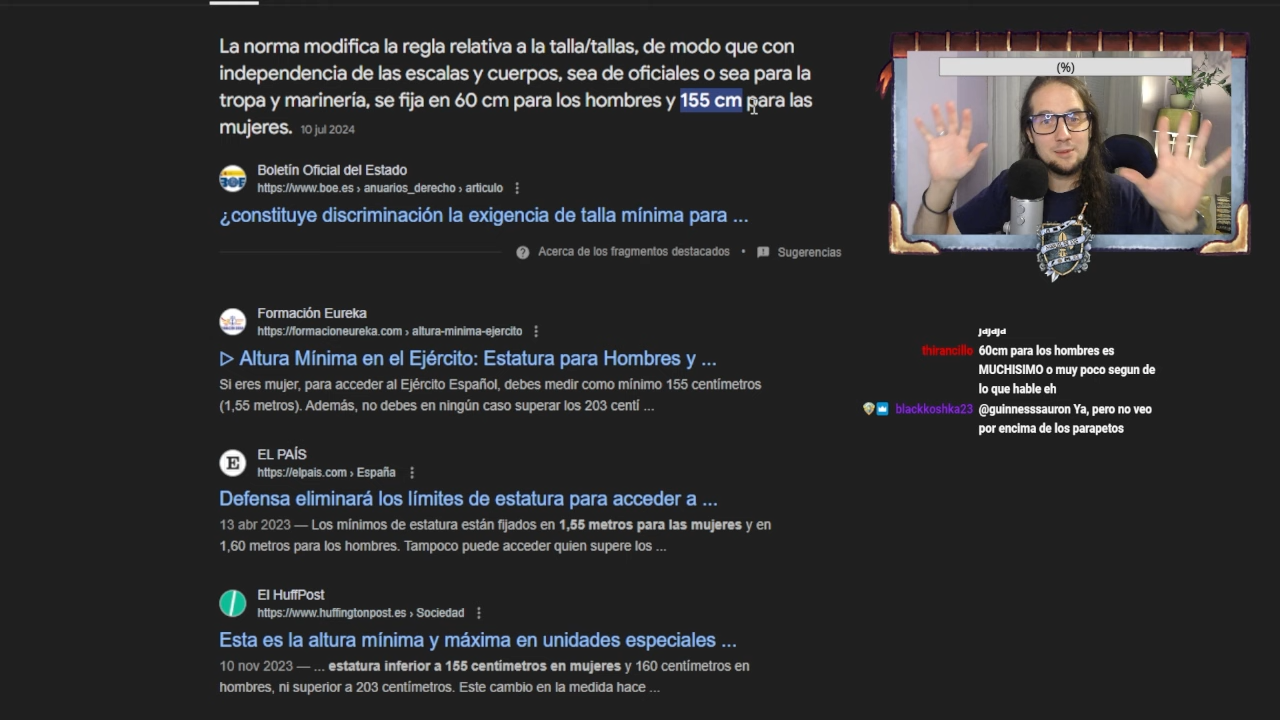 La norma modifica la regla relativa a la talla/tallas, de modo que con
independencia de las escalas y cuerpos, sea de oficiales o sea para la
tropa y marinería, se fija en 60 cm para los hombres y 155 cm para las
mujeres. 10 jul 2024
BOE
Boletín Oficial del Estado
https://www.boe.es › anuarios_derecho › articulo
¿constituye discriminación la exigencia de talla mínima para ...
Acerca de los fragmentos destacados • Sugerencias
Formación Eureka
https://formacioneureka.com › altura-minima-ejercito
▷ Altura Mínima en el Ejército: Estatura para Hombres y ...
Si eres mujer, para acceder al Ejército Español, debes medir como mínimo 155 centímetros
(1,55 metros). Además, no debes en ningún caso superar los 203 centí ...
E
EL PAÍS
https://elpais.com › España
Defensa eliminará los límites de estatura para acceder a ...
13 abr 2023 — Los mínimos de estatura están fijados en 1,55 metros para las mujeres y en
1,60 metros para los hombres. Tampoco puede acceder quien supere los ...
El HuffPost
https://www.huffingtonpost.es › Sociedad
Esta es la altura mínima y máxima en unidades especiales ...
10 nov 2023 — ... estatura inferior a 155 centímetros en mujeres y 160 centímetros en
hombres, ni superior a 203 centímetros. Este cambio en la medida hace ...
(%)
jajaja
thirancillo 60cm para los hombres es
MUCHISIMO o muy poco segun de
lo que hable eh
blackkoshka23 @guinnesssauron Ya, pero no veo
por encima de los parapetos